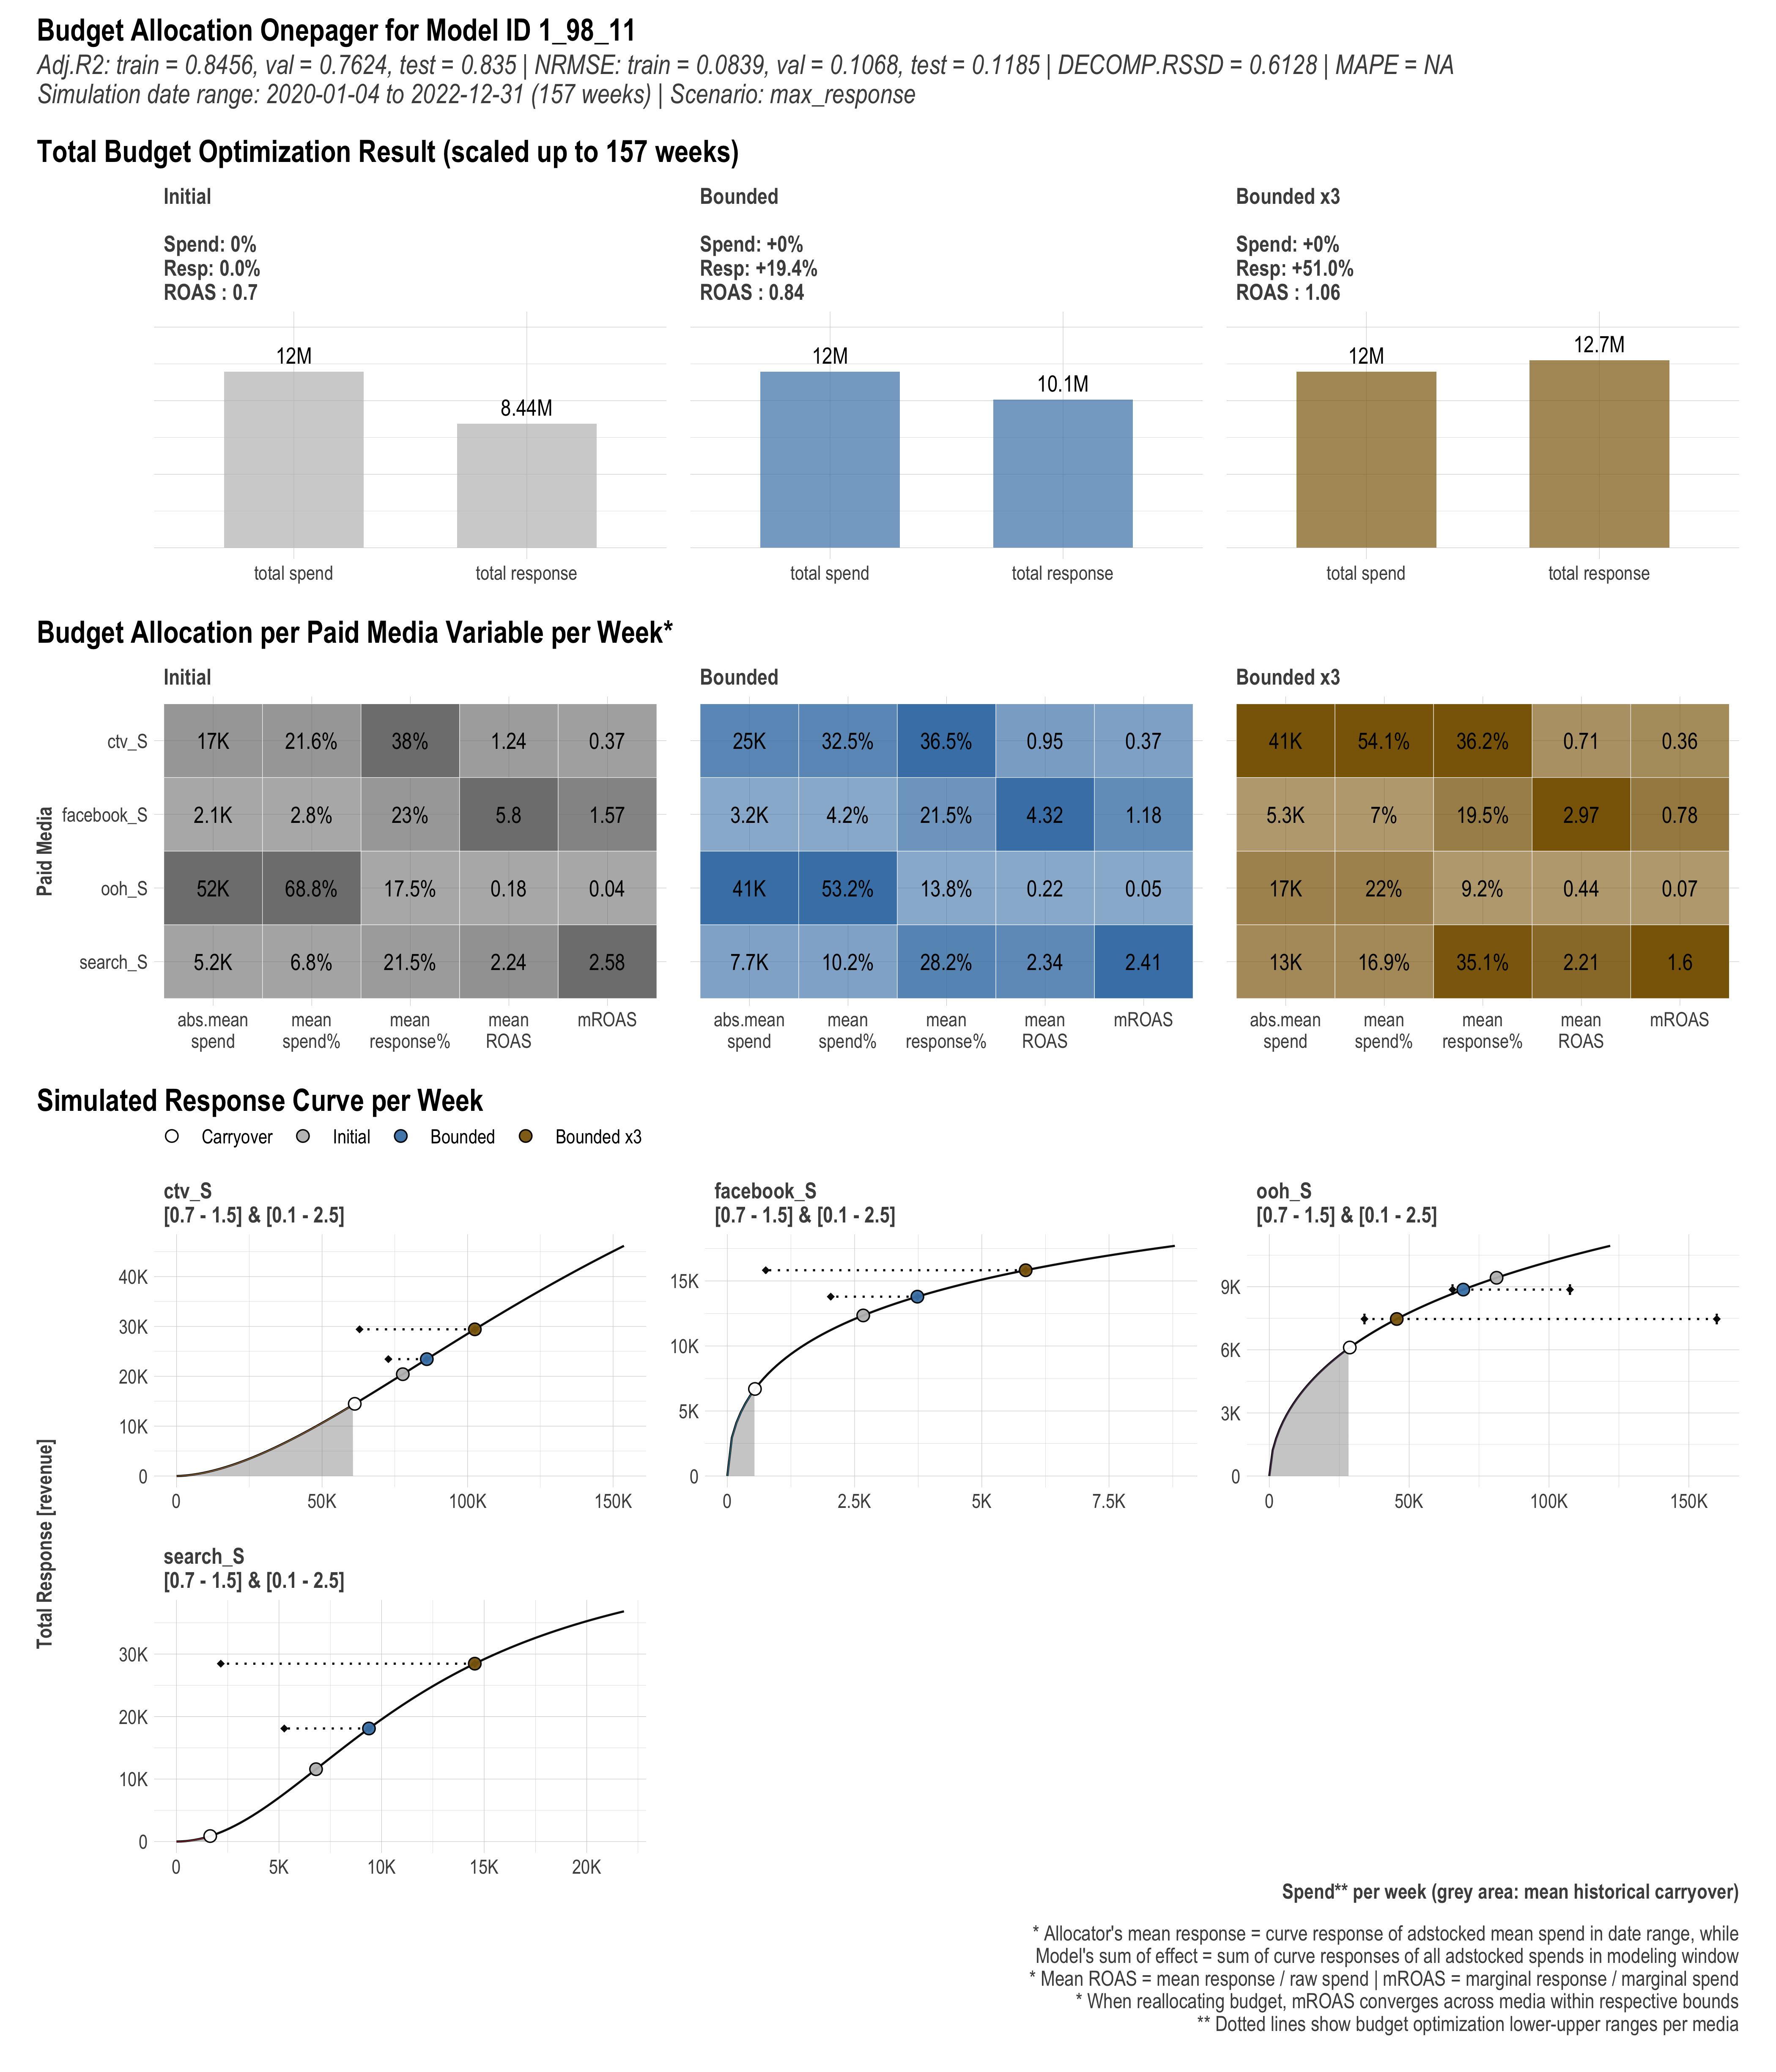 Budget Allocation Onepager for Model ID 1_98_11
Adj.R2: train = 0.8456, val = 0.7624, test = 0.835 | NRMSE: train = 0.0839, val = 0.1068, test = 0.1185 | DECOMP.RSSD = 0.6128 | MAPE = NA
Simulation date range: 2020-01-04 to 2022-12-31 (157 weeks) | Scenario: max_response
Total Budget Optimization Result (scaled up to 157 weeks)
Initial
Spend: 0%
Resp: 0.0%
ROAS : 0.7
12M
8.44M
total spend
total response
Bounded
Spend: +0%
Resp: +19.4%
ROAS : 0.84
12M
10.1M
total spend
total response
Bounded x3
Spend: +0%
Resp: +51.0%
ROAS : 1.06
12M
12.7M
total spend
total response
Budget Allocation per Paid Media Variable per Week*
Initial Bounded Bounded x3
Paid Media
ctv_S 17K 21.6% 38% 1.24 0.37 25K 32.5% 36.5% 0.95 0.37 41K 54.1% 36.2% 0.71 0.36
facebook_S 2.1K 2.8% 23% 5.8 1.57 3.2K 4.2% 21.5% 4.32 1.18 5.3K 7% 19.5% 2.97 0.78
ooh_S 52K 68.8% 17.5% 0.18 0.04 41K 53.2% 13.8% 0.22 0.05 17K 22% 9.2% 0.44 0.07
search_S 5.2K 6.8% 21.5% 2.24 2.58 7.7K 10.2% 28.2% 2.34 2.41 13K 16.9% 35.1% 2.21 1.6
abs.mean mean mean mean mROAS abs.mean mean mean mean mROAS abs.mean mean mean mean mROAS
spend spend% response% ROAS spend spend% response% ROAS spend spend% response% ROAS
Simulated Response Curve per Week
Carryover Initial Bounded Bounded x3
Total Response [revenue]
ctv_S
[0.7 - 1.5] & [0.1 - 2.5]
40K
30K
20K
10K
0
0 50K 100K 150K
facebook_S
[0.7 - 1.5] & [0.1 - 2.5]
15K
10K
5K
0
0 2.5K 5K 7.5K
ooh_S
[0.7 - 1.5] & [0.1 - 2.5]
9K
6K
3K
0
0 50K 100K 150K
search_S
[0.7 - 1.5] & [0.1 - 2.5]
30K
20K
10K
0
0 5K 10K 15K 20K
Spend** per week (grey area: mean historical carryover)
* Allocator's mean response = curve response of adstocked mean spend in date range, while
Model's sum of effect = sum of curve responses of all adstocked spends in modeling window
* Mean ROAS = mean response / raw spend | mROAS = marginal response / marginal spend
* When reallocating budget, mROAS converges across media within respective bounds
** Dotted lines show budget optimization lower-upper ranges per media